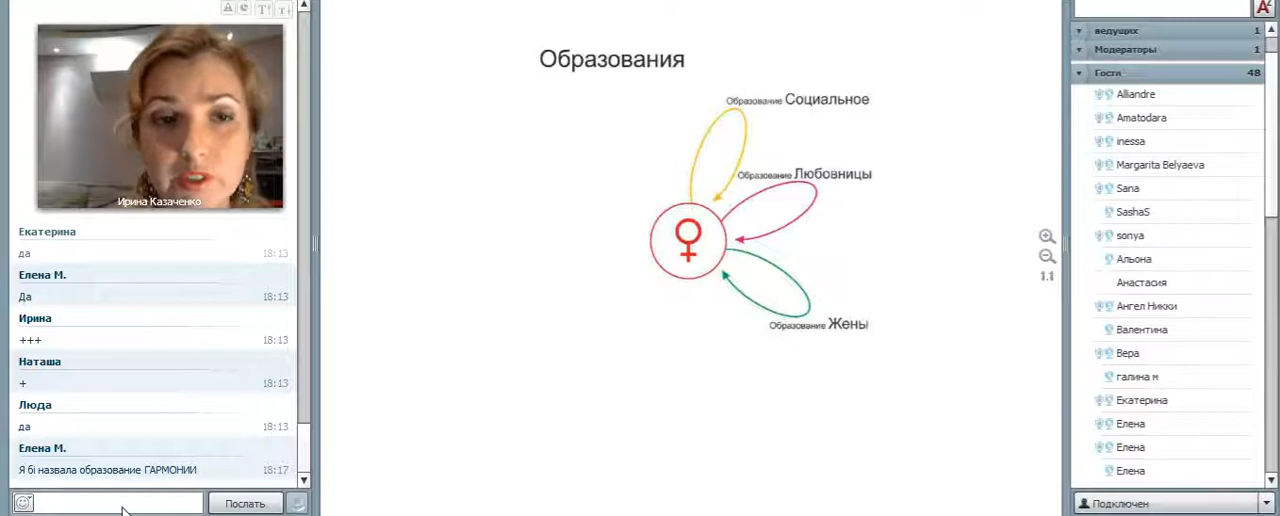 Ирина Казаченко
Екатерина
да 18:13
Елена М.
Да 18:13
Ирина
+++ 18:13
Наташа
+ 18:13
Люда
да 18:13
Елена М.
Я бі назвала образование ГАРМОНИИ 18:17
Послать
Образования
Образование Социальное
Образование Любовницы
Образование Жены
1:1
ведущих 1
Модераторы 1
Гости 48
Alliandre
Amatodara
inessa
Margarita Belyaeva
Sana
SashaS
sonya
Альона
Анастасия
Ангел Никки
Валентина
Вера
галина м
Екатерина
Елена
Елена
Елена
Подключен